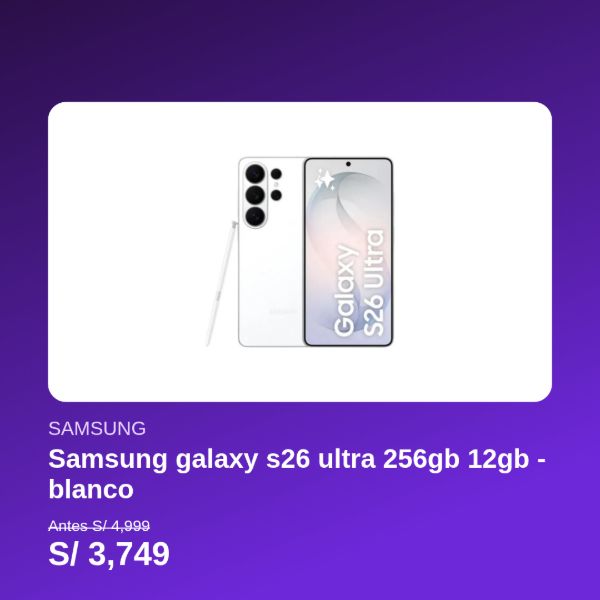 Galaxy
S26 Ultra
SAMSUNG
Samsung galaxy s26 ultra 256gb 12gb -
blanco
Antes S/ 4,999
S/ 3,749